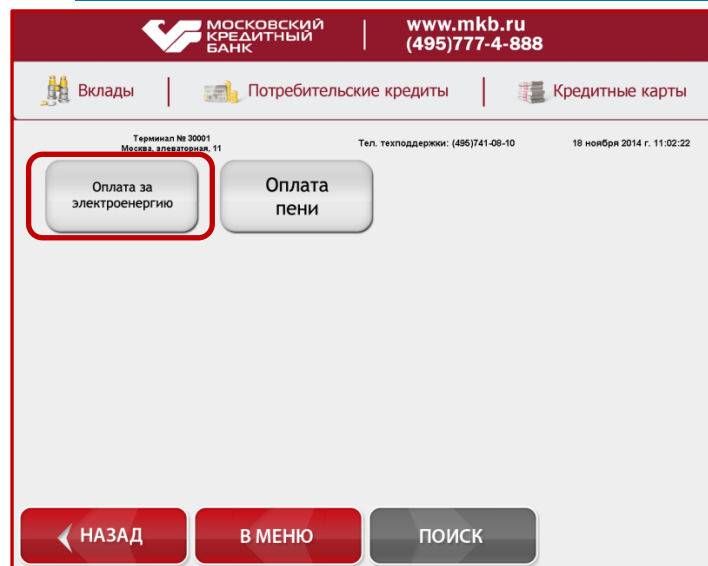 МОСКОВСКИЙ
КРЕДИТНЫЙ
БАНК
www.mkb.ru
(495)777-4-888
Вклады
Потребительские кредиты
Кредитные карты
Терминал № 30001
Москва, элеваторная, 11
Тел. техподдержки: (495)741-08-10
18 ноября 2014 г. 11:02:22
Оплата за
электроенергию
Оплата
пени
НАЗАД
В МЕНЮ
ПОИСК